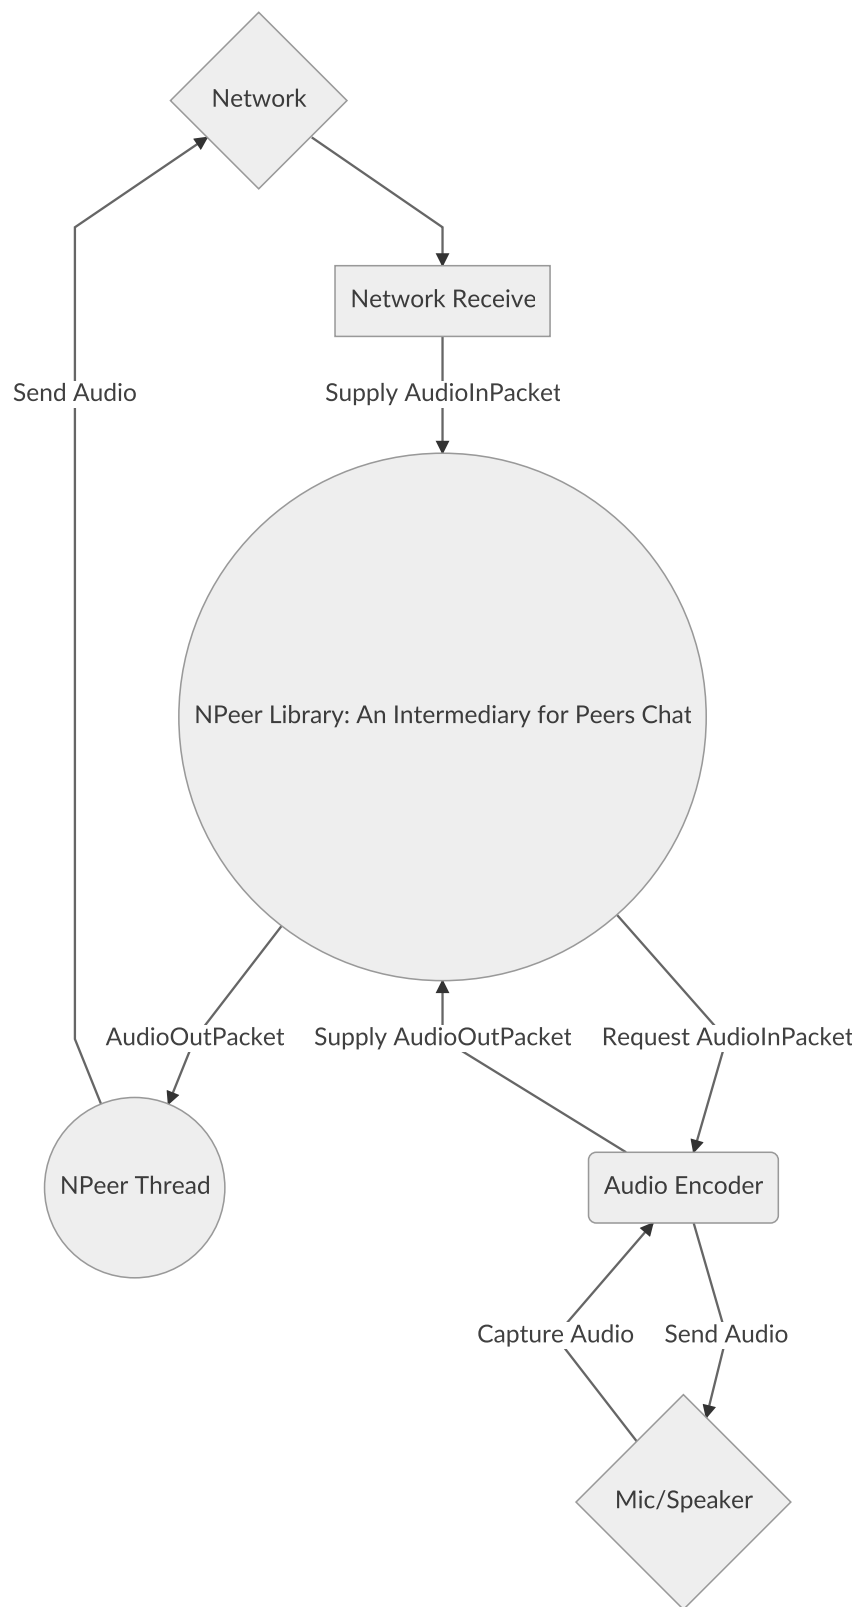 Network
Network Receive
Send Audio
Supply AudioInPacket
NPeer Library: An Intermediary for Peers Chat
AudioOutPacket
Supply AudioOutPacket
Request AudioInPacket
NPeer Thread
Audio Encoder
Capture Audio
Send Audio
Mic/Speaker